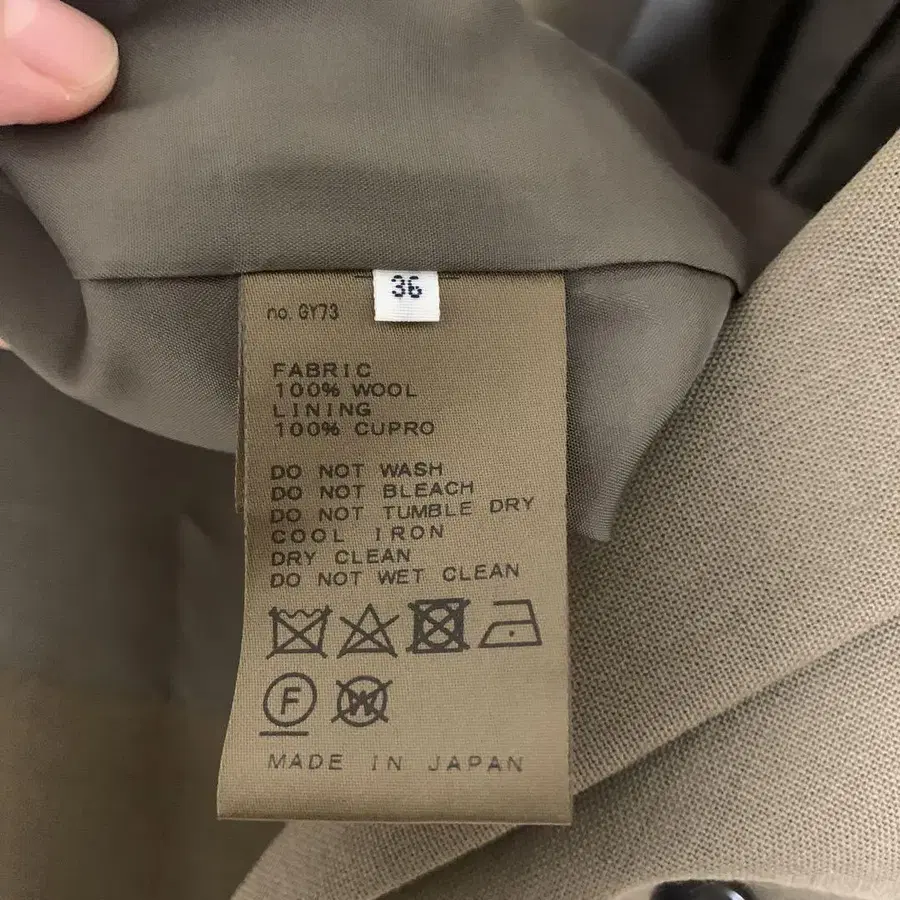 36
no. GY73
FABRIC
100% WOOL
LINING
100% CUPRO
DO NOT WASH
DO NOT BLEACH
DO NOT TUMBLE DRY
COOL IRON
DRY CLEAN
DO NOT WET CLEAN
F W
MADE IN JAPAN